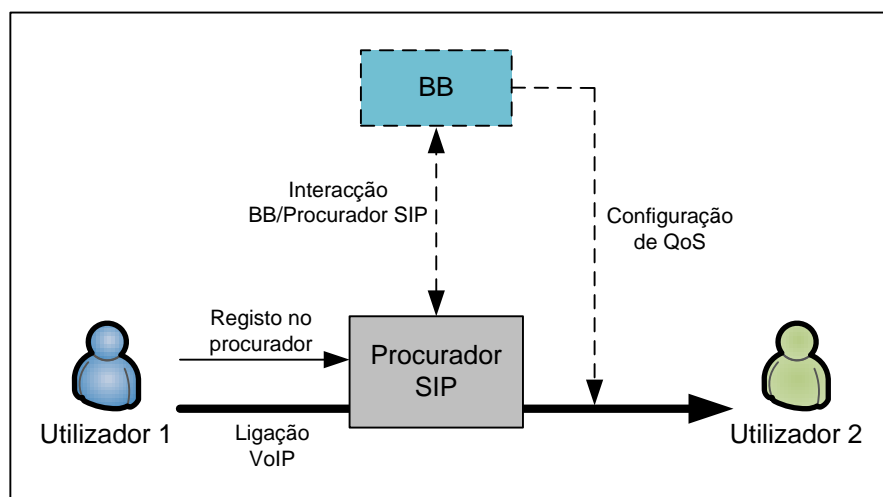 BB
Interacção
BB/Procurador SIP
Configuração
de QoS
Registo no
procurador
Procurador
SIP
Utilizador 1
Ligação
VoIP
Utilizador 2